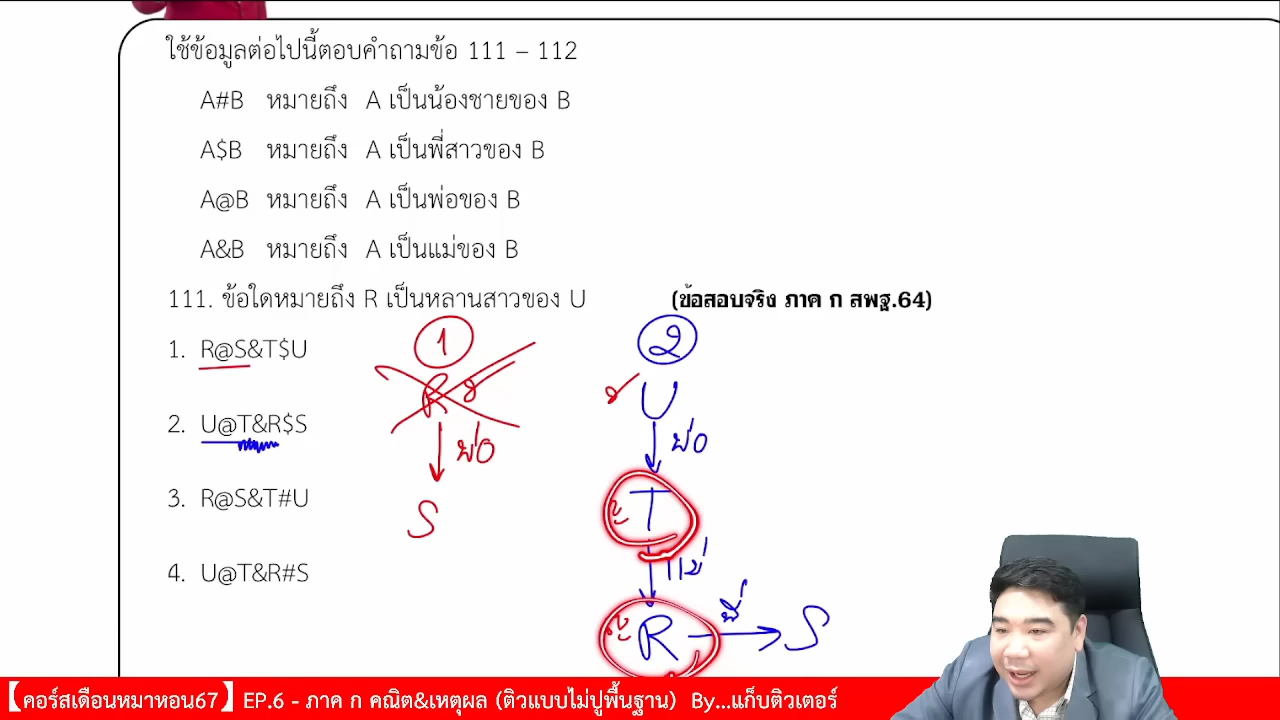 ใช้ข้อมูลต่อไปนี้ตอบคำถามข้อ 111 – 112
A#B หมายถึง A เป็นน้องชายของ B
A$B หมายถึง A เป็นพี่สาวของ B
A@B หมายถึง A เป็นพ่อของ B
A&B หมายถึง A เป็นแม่ของ B
111. ข้อใดหมายถึง R เป็นหลานสาวของ U (ข้อสอบจริง ภาค ก สพฐ.64)
1. R@S&T$U
2. U@T&R$S
3. R@S&T#U
4. U@T&R#S
1
R ช
พ่อ
S
2
ช U
พ่อ
ญ T
แม่
ญ R พี่ S
【คอร์สเดือนหมาหอน67】 EP.6 - ภาค ก คณิต&เหตุผล (ติวแบบไม่ปูพื้นฐาน) By...แก็บติวเตอร์